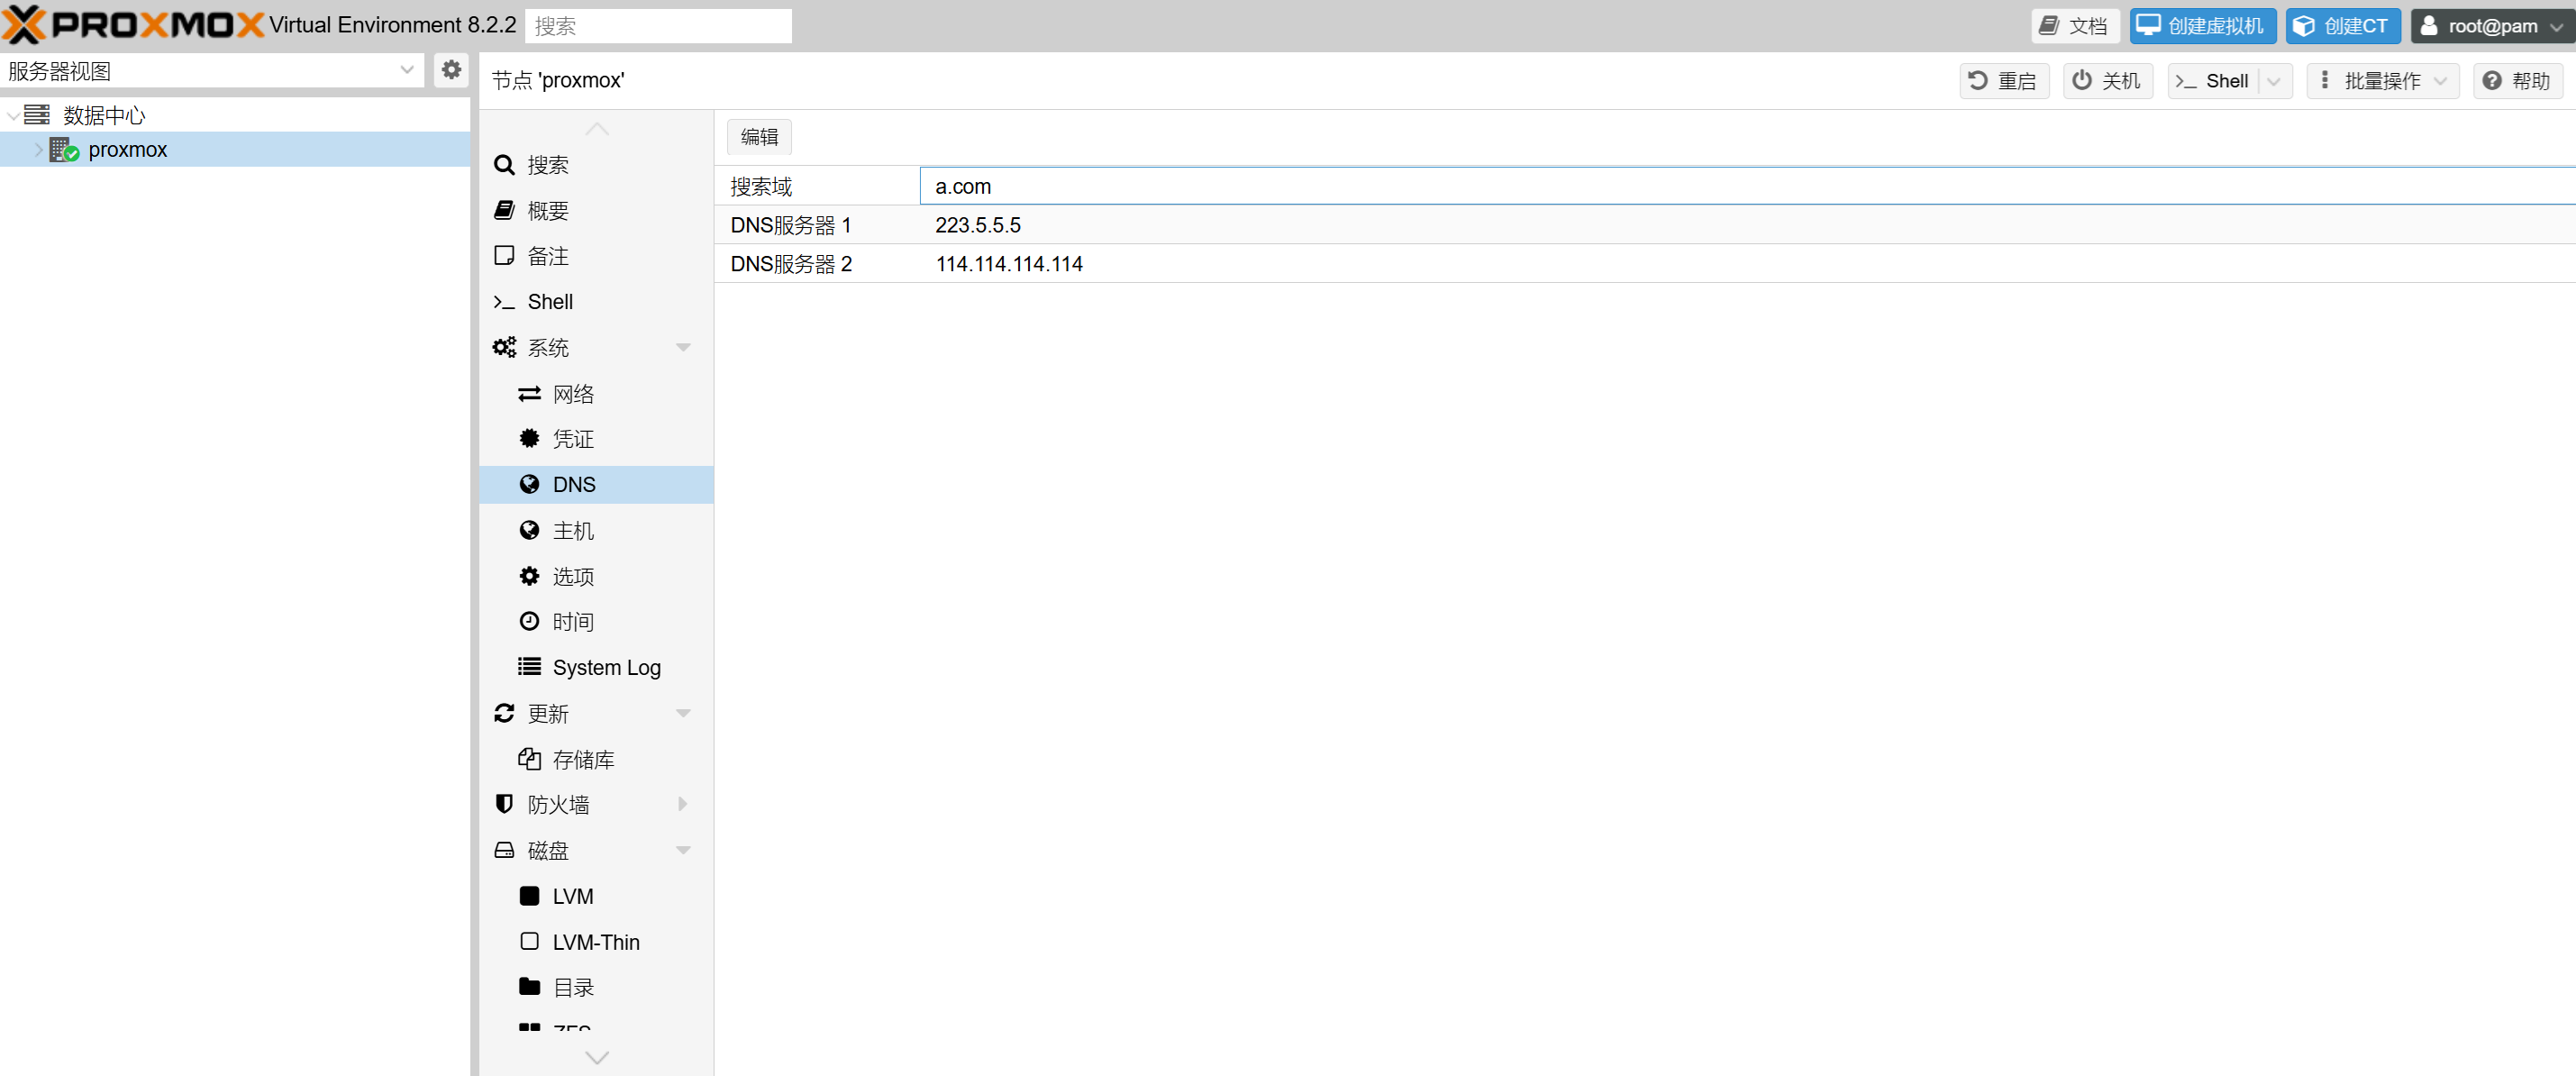 PROXMOX Virtual Environment 8.2.2 搜索 文档 创建虚拟机 创建CT root@pam
服务器视图
数据中心
proxmox
节点 'proxmox' 重启 关机 Shell 批量操作 帮助
搜索
概要
备注
Shell
系统
网络
凭证
DNS
主机
选项
时间
System Log
更新
存储库
防火墙
磁盘
LVM
LVM-Thin
目录
ZFS
编辑
搜索域 a.com
DNS服务器 1 223.5.5.5
DNS服务器 2 114.114.114.114